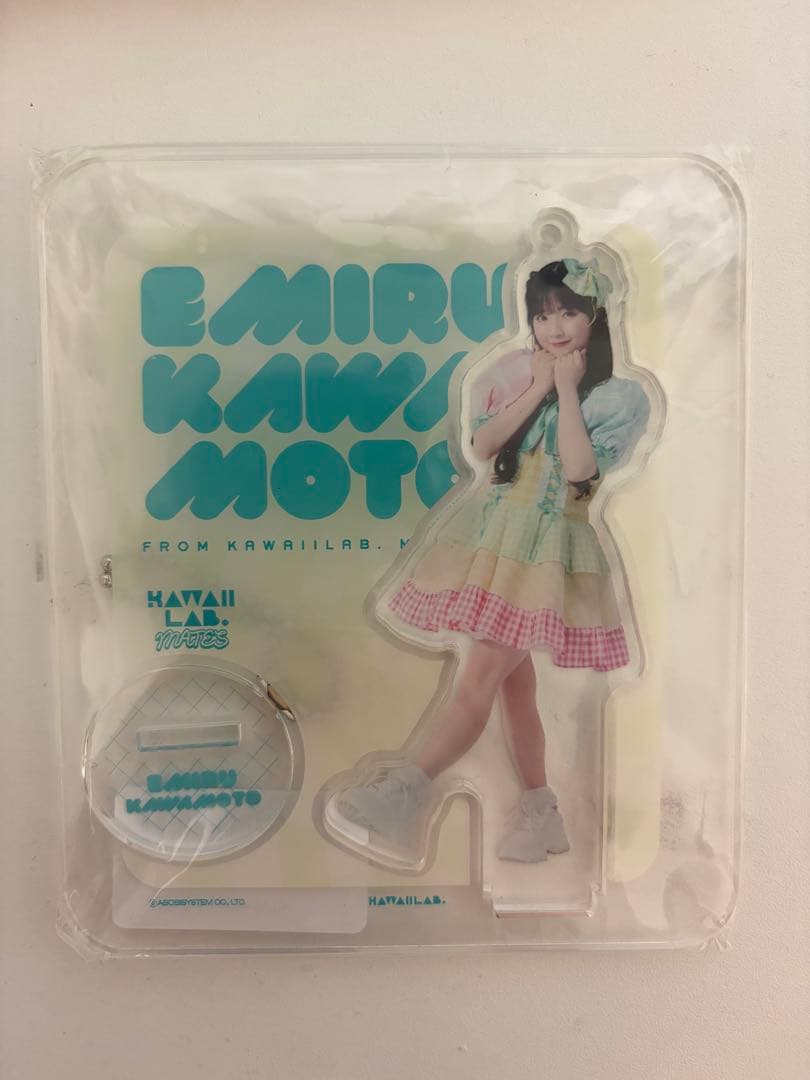 EMIRU
KAWA
MOTO
FROM KAWAIILAB. M
KAWAII
LAB.
MATES
EMIRU
KAWAMOTO
©ASOBISYSTEM CO.,LTD.
KAWAIILAB.